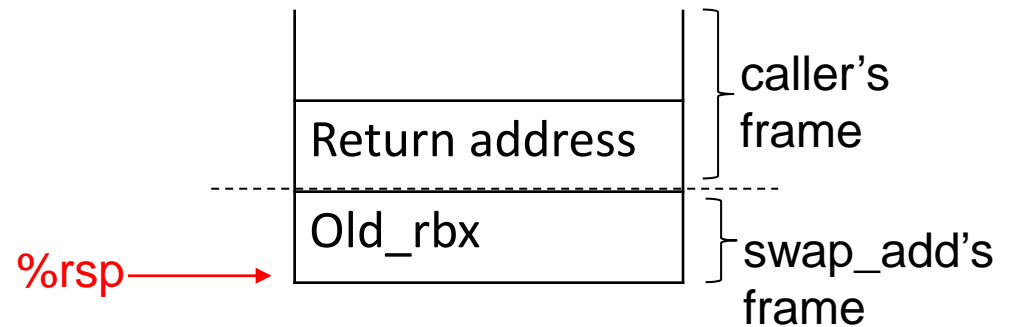 caller’s
frame
Return address
Old_rbx
%rsp
swap_add’s
frame